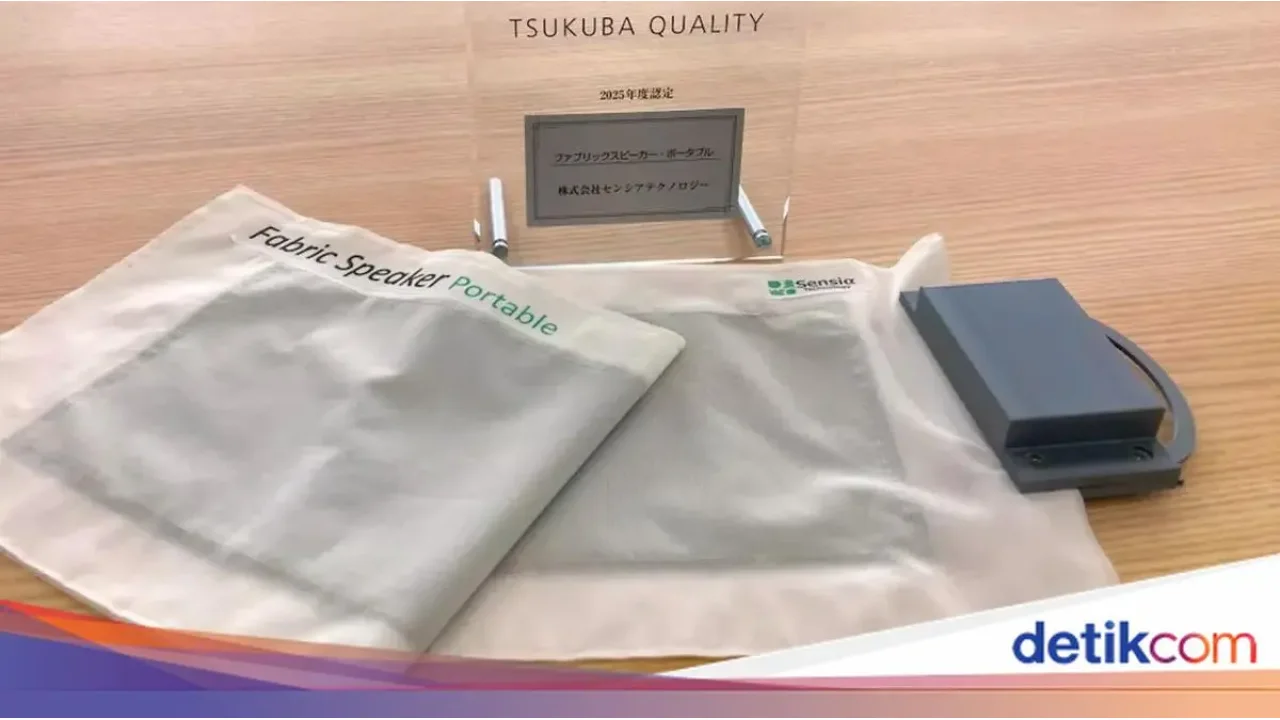 TSUKUBA QUALITY
2025年度認定
ファブリックスピーカー・ポータブル
株式会社センシアテクノロジー
Fabric Speaker Portable
Sensia
Technology
detikcom